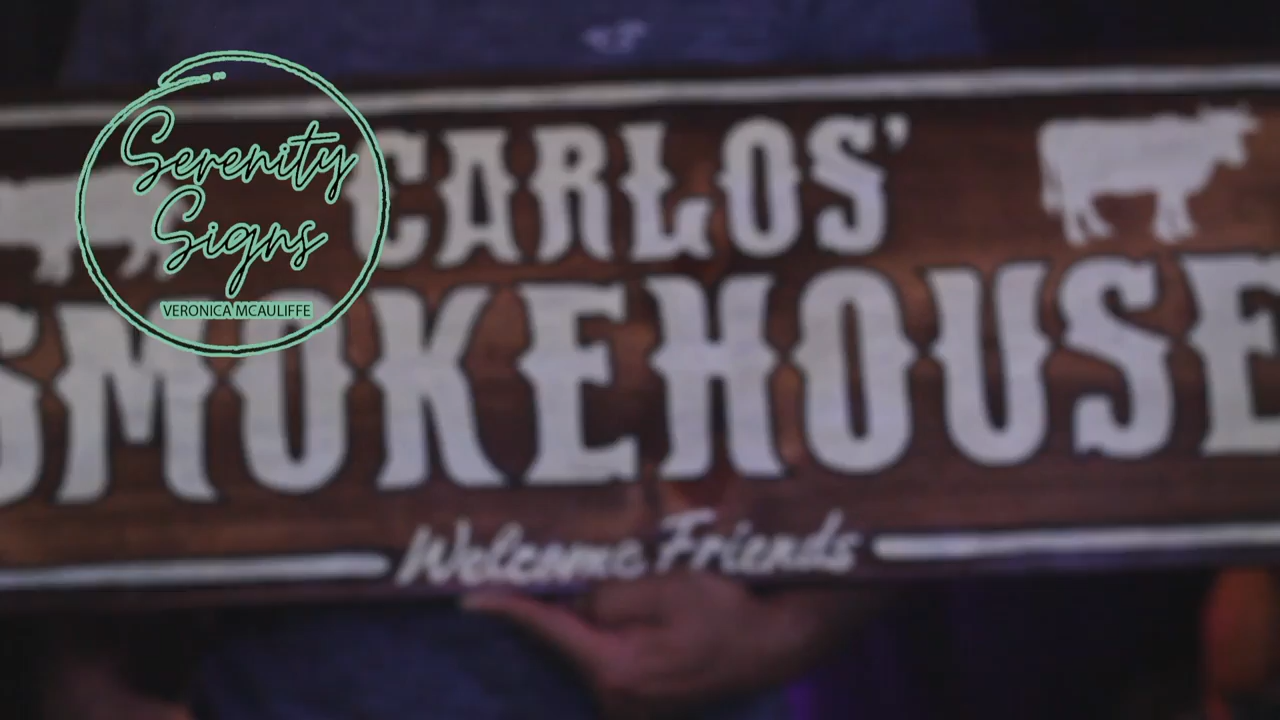 Serenity
Signs
VERONICA MCAULIFFE
CARLOS'
SMOKEHOUSE
Welcome Friends